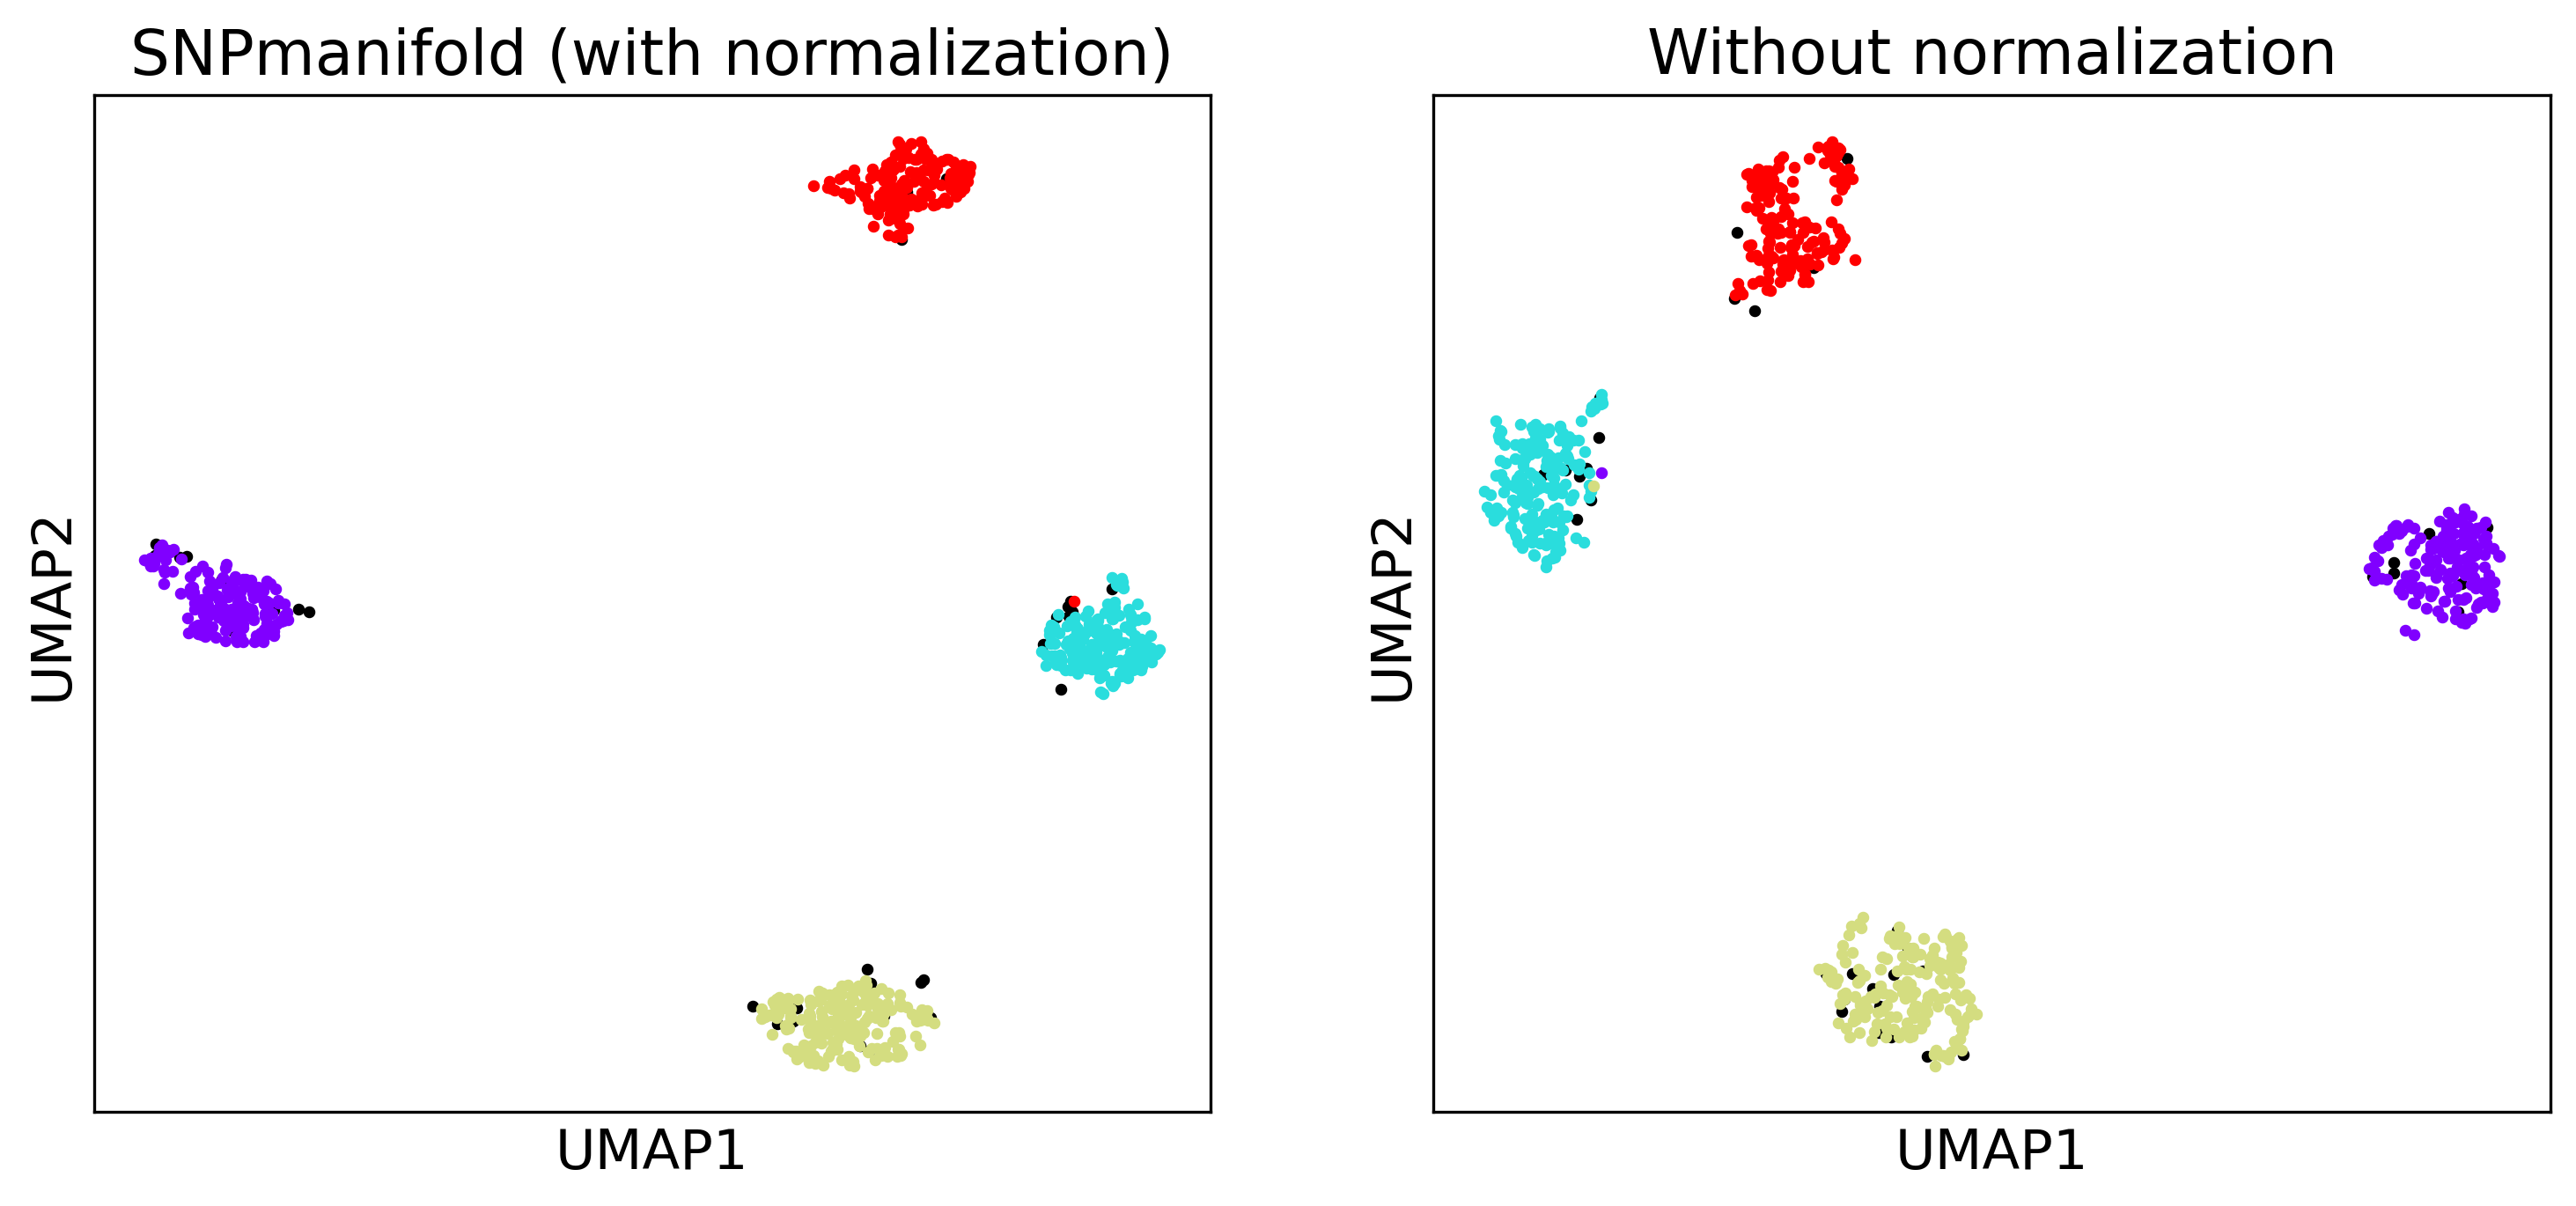 SNPmanifold (with normalization)
UMAP2
UMAP1
Without normalization
UMAP2
UMAP1